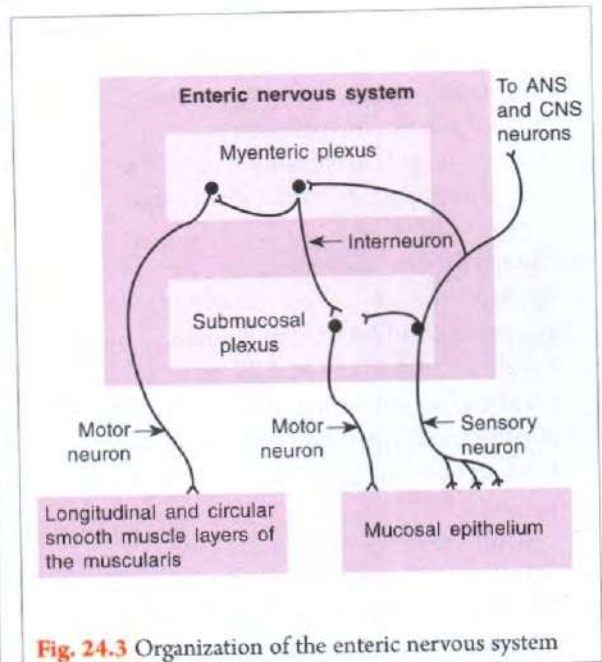 Enteric nervous system
To ANS
and CNS
neurons
Myenteric plexus
Interneuron
Submucosal
plexus
Motor
neuron
Motor
neuron
Sensory
neuron
Longitudinal and circular
smooth muscle layers of
the muscularis
Mucosal epithelium
Fig. 24.3 Organization of the enteric nervous system